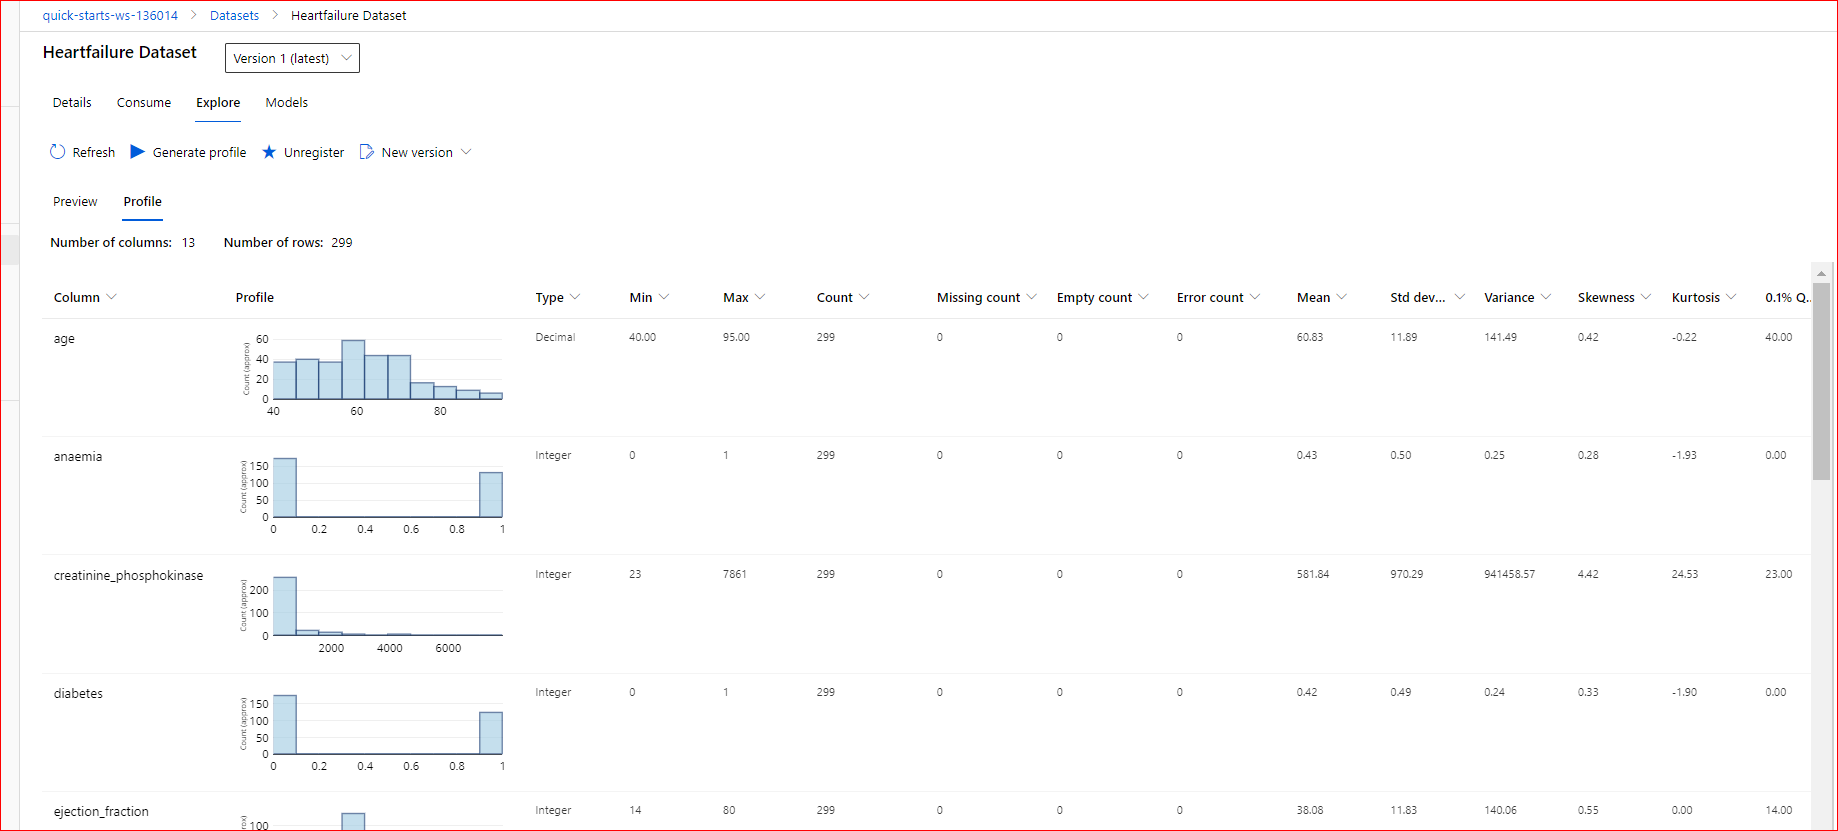 quick-starts-ws-136014 > Datasets > Heartfailure Dataset
Heartfailure Dataset Version 1 (latest)
Details Consume Explore Models
Refresh Generate profile Unregister New version
Preview Profile
Number of columns: 13 Number of rows: 299
Column Profile Type Min Max Count Missing count Empty count Error count Mean Std dev... Variance Skewness Kurtosis 0.1% Q..
age Decimal 40.00 95.00 299 0 0 0 60.83 11.89 141.49 0.42 -0.22 40.00
Count (approx)
60
40
20
0
40 60 80
anaemia Integer 0 1 299 0 0 0 0.43 0.50 0.25 0.28 -1.93 0.00
Count (approx)
150
100
50
0
0 0.2 0.4 0.6 0.8 1
creatinine_phosphokinase Integer 23 7861 299 0 0 0 581.84 970.29 941458.57 4.42 24.53 23.00
Count (approx)
200
100
0
2000 4000 6000
diabetes Integer 0 1 299 0 0 0 0.42 0.49 0.24 0.33 -1.90 0.00
Count (approx)
150
100
50
0
0 0.2 0.4 0.6 0.8 1
ejection_fraction Integer 14 80 299 0 0 0 38.08 11.83 140.06 0.55 0.00 14.00
100